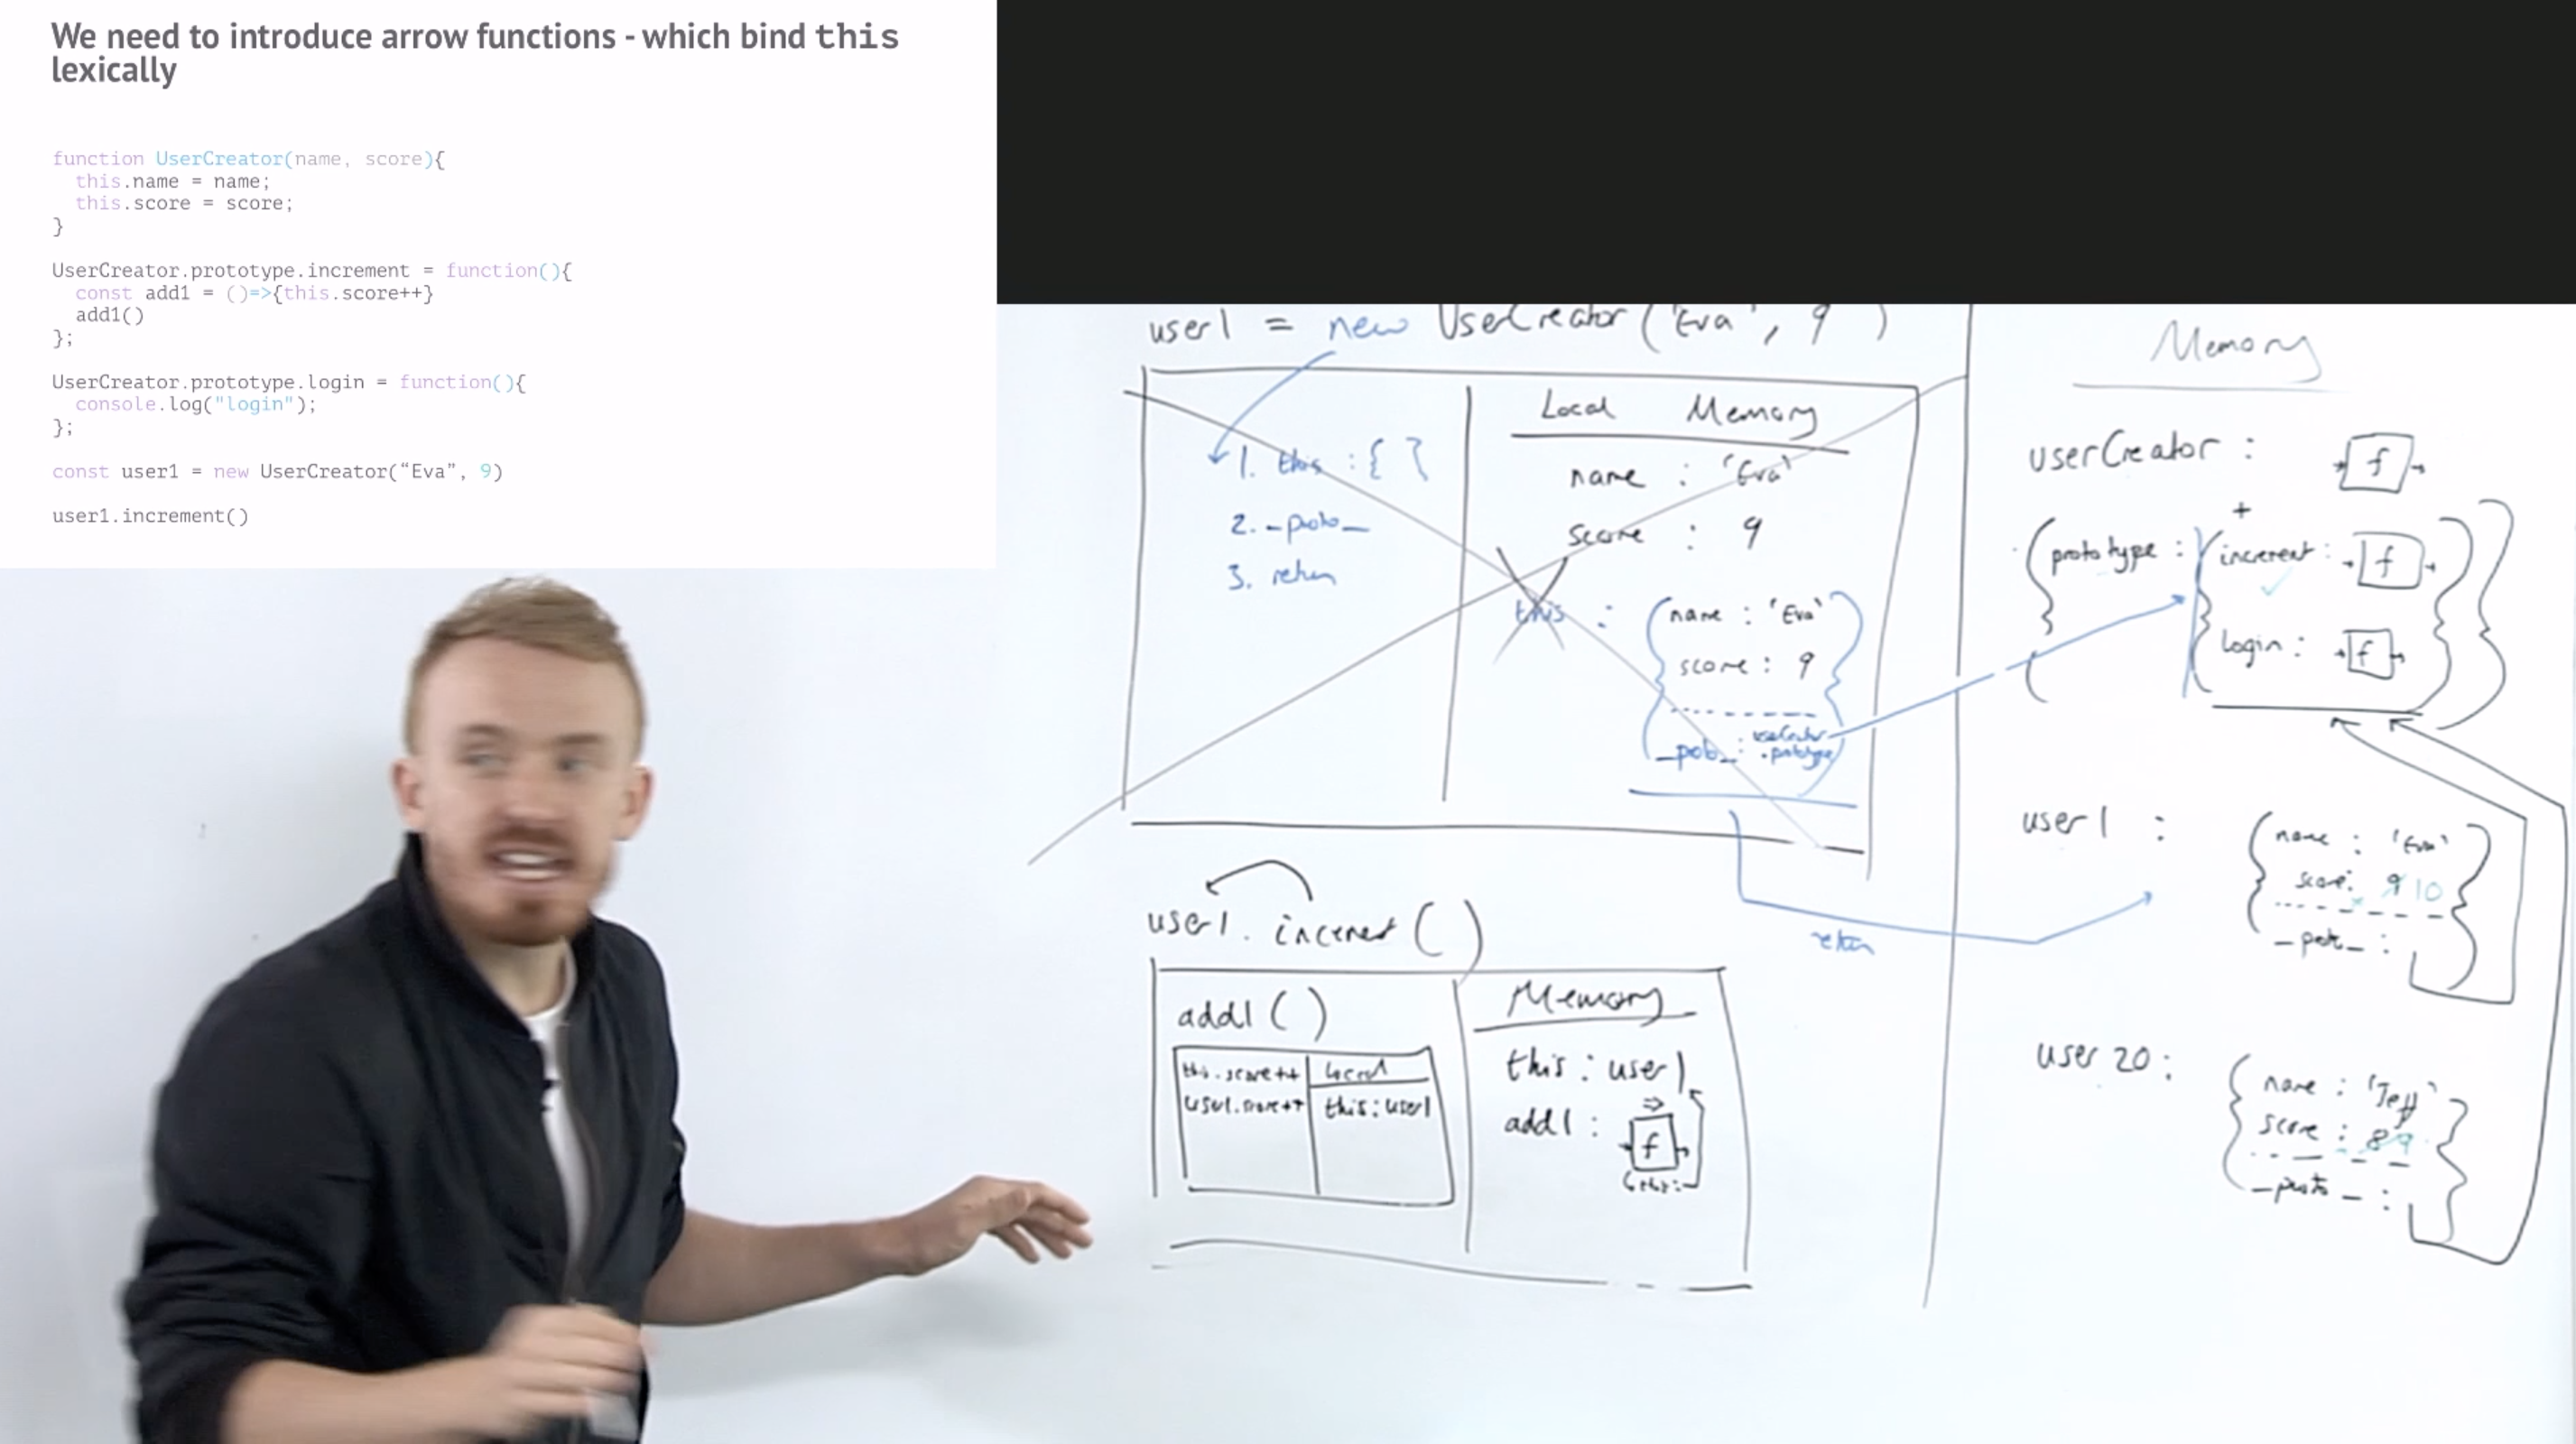 We need to introduce arrow functions - which bind this
lexically
function UserCreator(name, score){
this.name = name;
this.score = score;
}
UserCreator.prototype.increment = function(){
const add1 = ()=>{this.score++}
add1()
};
UserCreator.prototype.login = function(){
console.log("login");
};
const user1 = new UserCreator(“Eva”, 9)
user1.increment()
user1 = new UserCreator('Eva', 9)
Local Memory
1. this : { }
name : 'Eva'
2. _proto_
score : 9
3. return
this :
name : 'Eva'
score : 9
_proto_ : userCreator
.prototype
return
user1.increment()
add1()
this.score++
user1.score++
local
this: user1
Memory
this : user1
add1 : =>
f
(this:
Memory
userCreator : f
+
{prototype : {increment : f
login : f
user1 :
{name : 'Eva'
score: 9 10
_proto_ :
user 20 :
{name : 'Jeff'
score : 8 9
_proto_ :